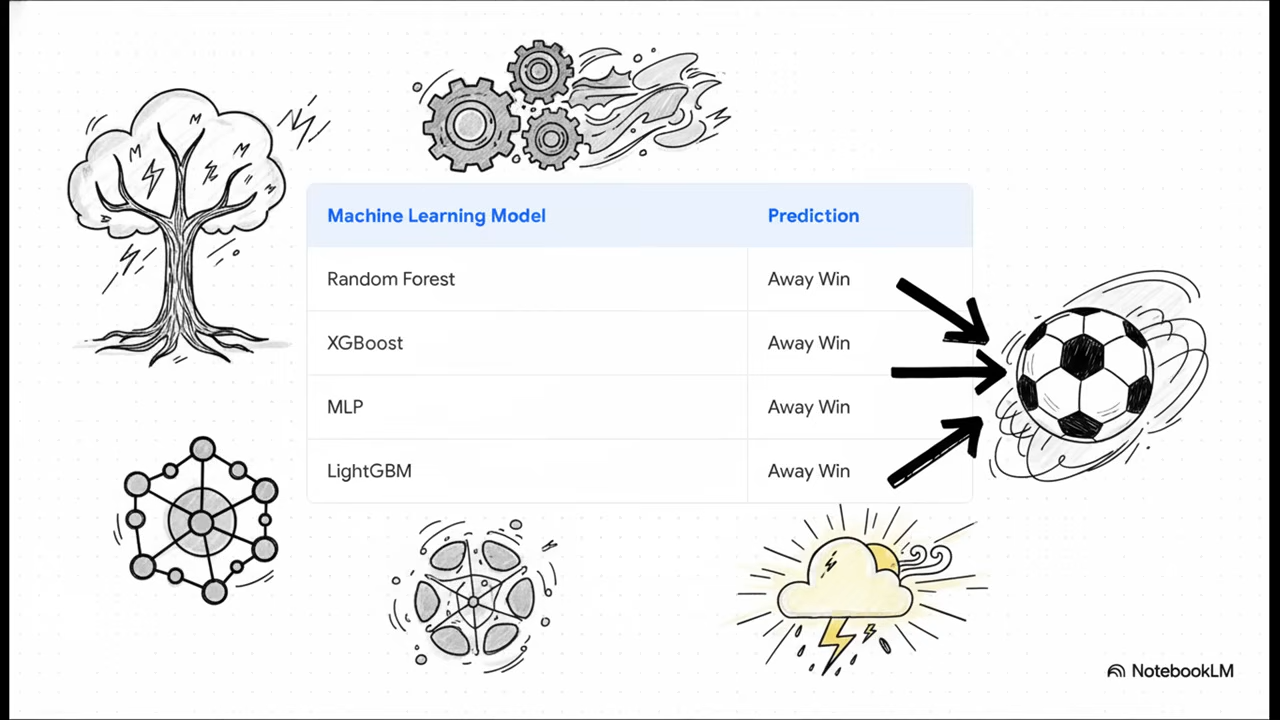 Machine Learning Model Prediction
Random Forest Away Win
XGBoost Away Win
MLP Away Win
LightGBM Away Win
NotebookLM